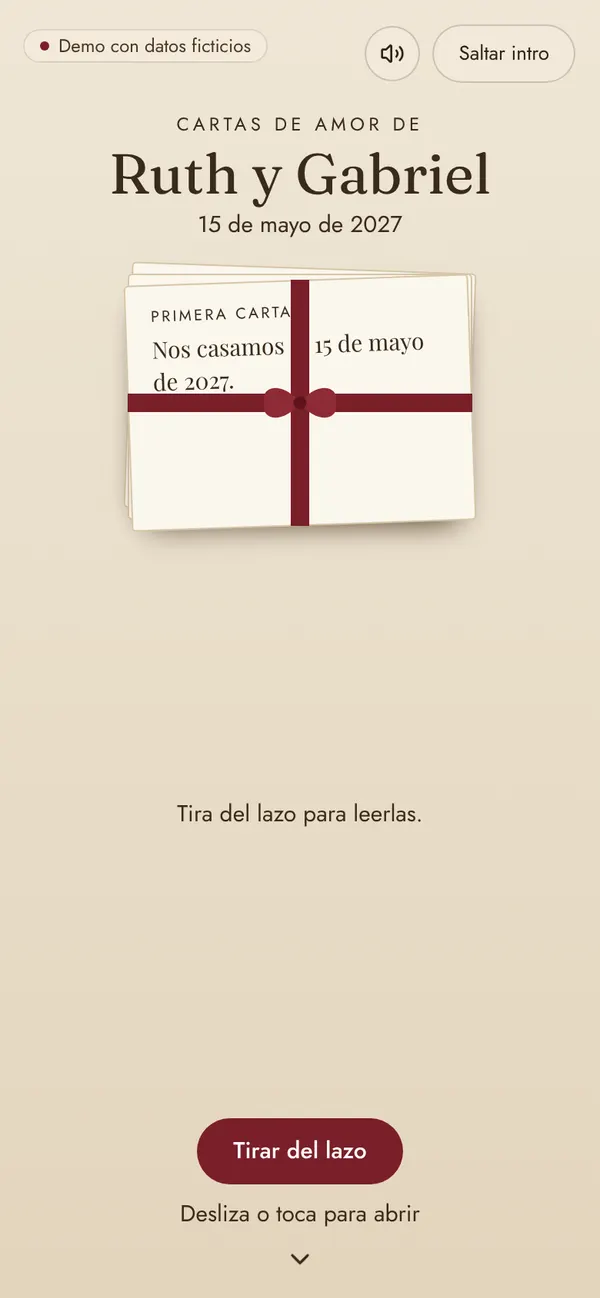 Demo con datos ficticios
Saltar intro
CARTAS DE AMOR DE
Ruth y Gabriel
15 de mayo de 2027
PRIMERA CARTA
Nos casamos 15 de mayo
de 2027.
Tira del lazo para leerlas.
Tirar del lazo
Desliza o toca para abrir